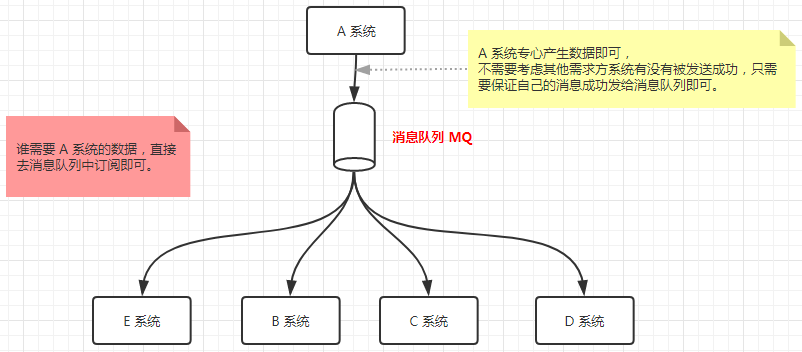 A 系统
A 系统专心产生数据即可，
不需要考虑其他需求方系统有没有被发送成功，只需
要保证自己的消息成功发给消息队列即可。
消息队列 MQ
谁需要 A 系统的数据，直接
去消息队列中订阅即可。
E 系统
B 系统
C 系统
D 系统